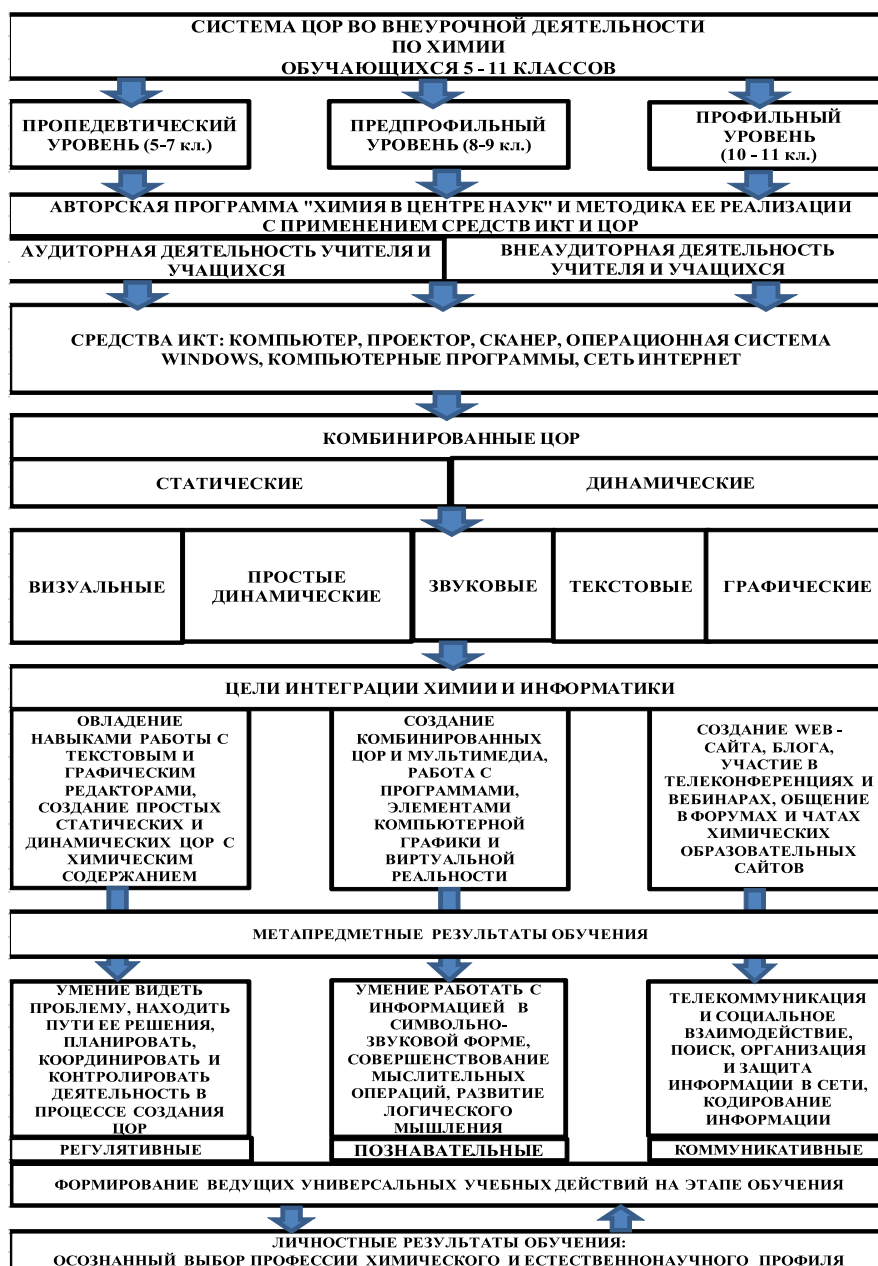 СИСТЕМА ЦОР ВО ВНЕУРОЧНОЙ ДЕЯТЕЛЬНОСТИ
ПО ХИМИИ
ОБУЧАЮЩИХСЯ 5 - 11 КЛАССОВ
ПРОПЕДЕВТИЧЕСКИЙ
УРОВЕНЬ (5-7 кл.)
ПРЕДПРОФИЛЬНЫЙ
УРОВЕНЬ (8-9 кл.)
ПРОФИЛЬНЫЙ
УРОВЕНЬ
(10 - 11 кл.)
АВТОРСКАЯ ПРОГРАММА "ХИМИЯ В ЦЕНТРЕ НАУК" И МЕТОДИКА ЕЕ РЕАЛИЗАЦИИ
С ПРИМЕНЕНИЕМ СРЕДСТВ ИКТ И ЦОР
АУДИТОРНАЯ ДЕЯТЕЛЬНОСТЬ УЧИТЕЛЯ И
УЧАЩИХСЯ
ВНЕАУДИТОРНАЯ ДЕЯТЕЛЬНОСТЬ
УЧИТЕЛЯ И УЧАЩИХСЯ
СРЕДСТВА ИКТ: КОМПЬЮТЕР, ПРОЕКТОР, СКАНЕР, ОПЕРАЦИОННАЯ СИСТЕМА
WINDOWS, КОМПЬЮТЕРНЫЕ ПРОГРАММЫ, СЕТЬ ИНТЕРНЕТ
КОМБИНИРОВАННЫЕ ЦОР
СТАТИЧЕСКИЕ
ДИНАМИЧЕСКИЕ
ВИЗУАЛЬНЫЕ
ПРОСТЫЕ
ДИНАМИЧЕСКИЕ
ЗВУКОВЫЕ
ТЕКСТОВЫЕ
ГРАФИЧЕСКИЕ
ЦЕЛИ ИНТЕГРАЦИИ ХИМИИ И ИНФОРМАТИКИ
ОВЛАДЕНИЕ
НАВЫКАМИ РАБОТЫ С
ТЕКСТОВЫМ И
ГРАФИЧЕСКИМ
РЕДАКТОРАМИ,
СОЗДАНИЕ ПРОСТЫХ
СТАТИЧЕСКИХ И
ДИНАМИЧЕСКИХ ЦОР С
ХИМИЧЕСКИМ
СОДЕРЖАНИЕМ
СОЗДАНИЕ
КОМБИНИРОВАННЫХ
ЦОР И МУЛЬТИМЕДИА,
РАБОТА С
ПРОГРАММАМИ,
ЭЛЕМЕНТАМИ
КОМПЬЮТЕРНОЙ
ГРАФИКИ И
ВИРТУАЛЬНОЙ
РЕАЛЬНОСТИ
СОЗДАНИЕ WEB -
САЙТА, БЛОГА,
УЧАСТИЕ В
ТЕЛЕКОНФЕРЕНЦИЯХ И
ВЕБИНАРАХ, ОБЩЕНИЕ
В ФОРУМАХ И ЧАТАХ
ХИМИЧЕСКИХ
ОБРАЗОВАТЕЛЬНЫХ
САЙТОВ
МЕТАПРЕДМЕТНЫЕ РЕЗУЛЬТАТЫ ОБУЧЕНИЯ
УМЕНИЕ ВИДЕТЬ
ПРОБЛЕМУ, НАХОДИТЬ
ПУТИ ЕЕ РЕШЕНИЯ,
ПЛАНИРОВАТЬ,
КООРДИНИРОВАТЬ И
КОНТРОЛИРОВАТЬ
ДЕЯТЕЛЬНОСТЬ В
ПРОЦЕССЕ СОЗДАНИЯ
ЦОР
УМЕНИЕ РАБОТАТЬ С
ИНФОРМАЦИЕЙ В
СИМВОЛЬНО-
ЗВУКОВОЙ ФОРМЕ,
СОВЕРШЕНСТВОВАНИЕ
МЫСЛИТЕЛЬНЫХ
ОПЕРАЦИЙ, РАЗВИТИЕ
ЛОГИЧЕСКОГО
МЫШЛЕНИЯ
ТЕЛЕКОММУНИКАЦИЯ
И СОЦИАЛЬНОЕ
ВЗАИМОДЕЙСТВИЕ,
ПОИСК, ОРГАНИЗАЦИЯ
И ЗАЩИТА
ИНФОРМАЦИИ В СЕТИ,
КОДИРОВАНИЕ
ИНФОРМАЦИИ
РЕГУЛЯТИВНЫЕ
ПОЗНАВАТЕЛЬНЫЕ
КОММУНИКАТИВНЫЕ
ФОРМИРОВАНИЕ ВЕДУЩИХ УНИВЕРСАЛЬНЫХ УЧЕБНЫХ ДЕЙСТВИЙ НА ЭТАПЕ ОБУЧЕНИЯ
ЛИЧНОСТНЫЕ РЕЗУЛЬТАТЫ ОБУЧЕНИЯ:
ОСОЗНАННЫЙ ВЫБОР ПРОФЕССИИ ХИМИЧЕСКОГО И ЕСТЕСТВЕННОНАУЧНОГО ПРОФИЛЯ